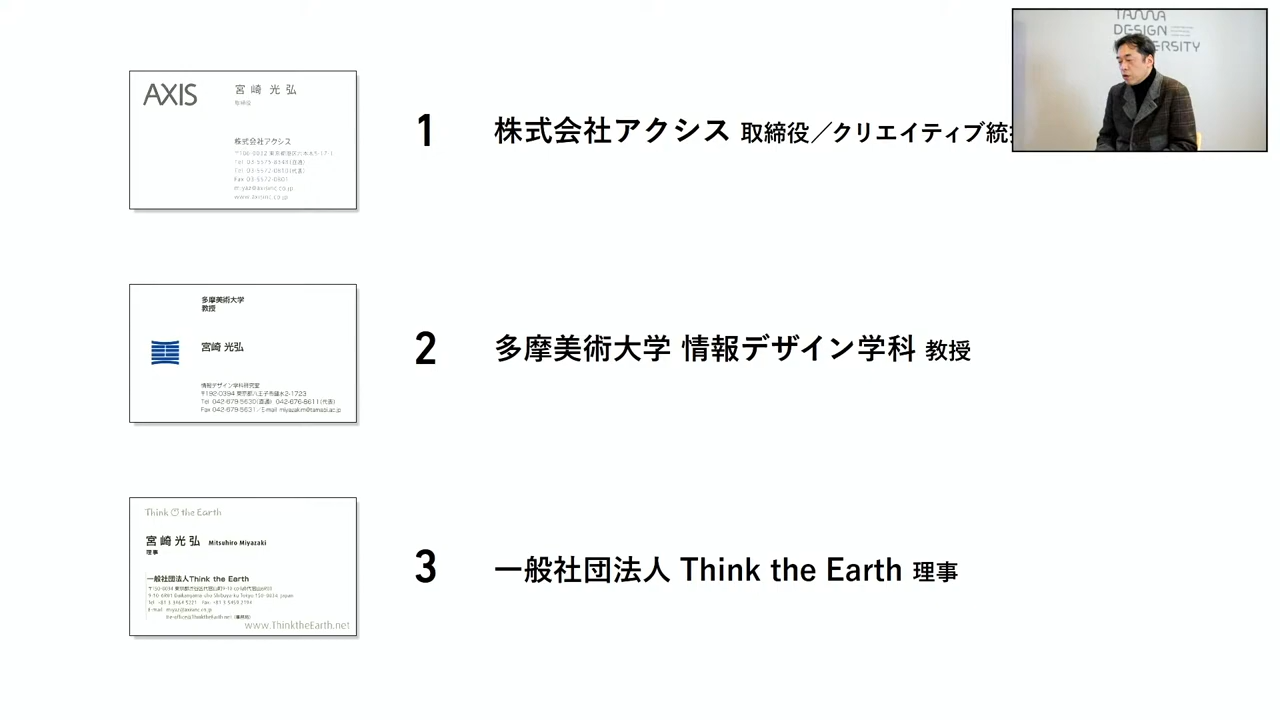 AXIS
宮崎 光弘
取締役
株式会社アクシス
www.axisinc.co.jp
1
株式会社アクシス 取締役／クリエイティブ統
TAMA
DESIGN
多摩美術大学
教授
宮崎 光弘
情報デザイン学科研究室
〒192-0394 東京都八王子市鑓水2-1723
Tel 042-679-5630(直通) 042-676-8611(代表)
Fax 042-679-5631／E-mail miyazakim@tamabi.ac.jp
2
多摩美術大学 情報デザイン学科 教授
Think the Earth
宮崎光弘 Mitsuhiro Miyazaki
理事
一般社団法人Think the Earth
www.ThinktheEarth.net
3
一般社団法人 Think the Earth 理事